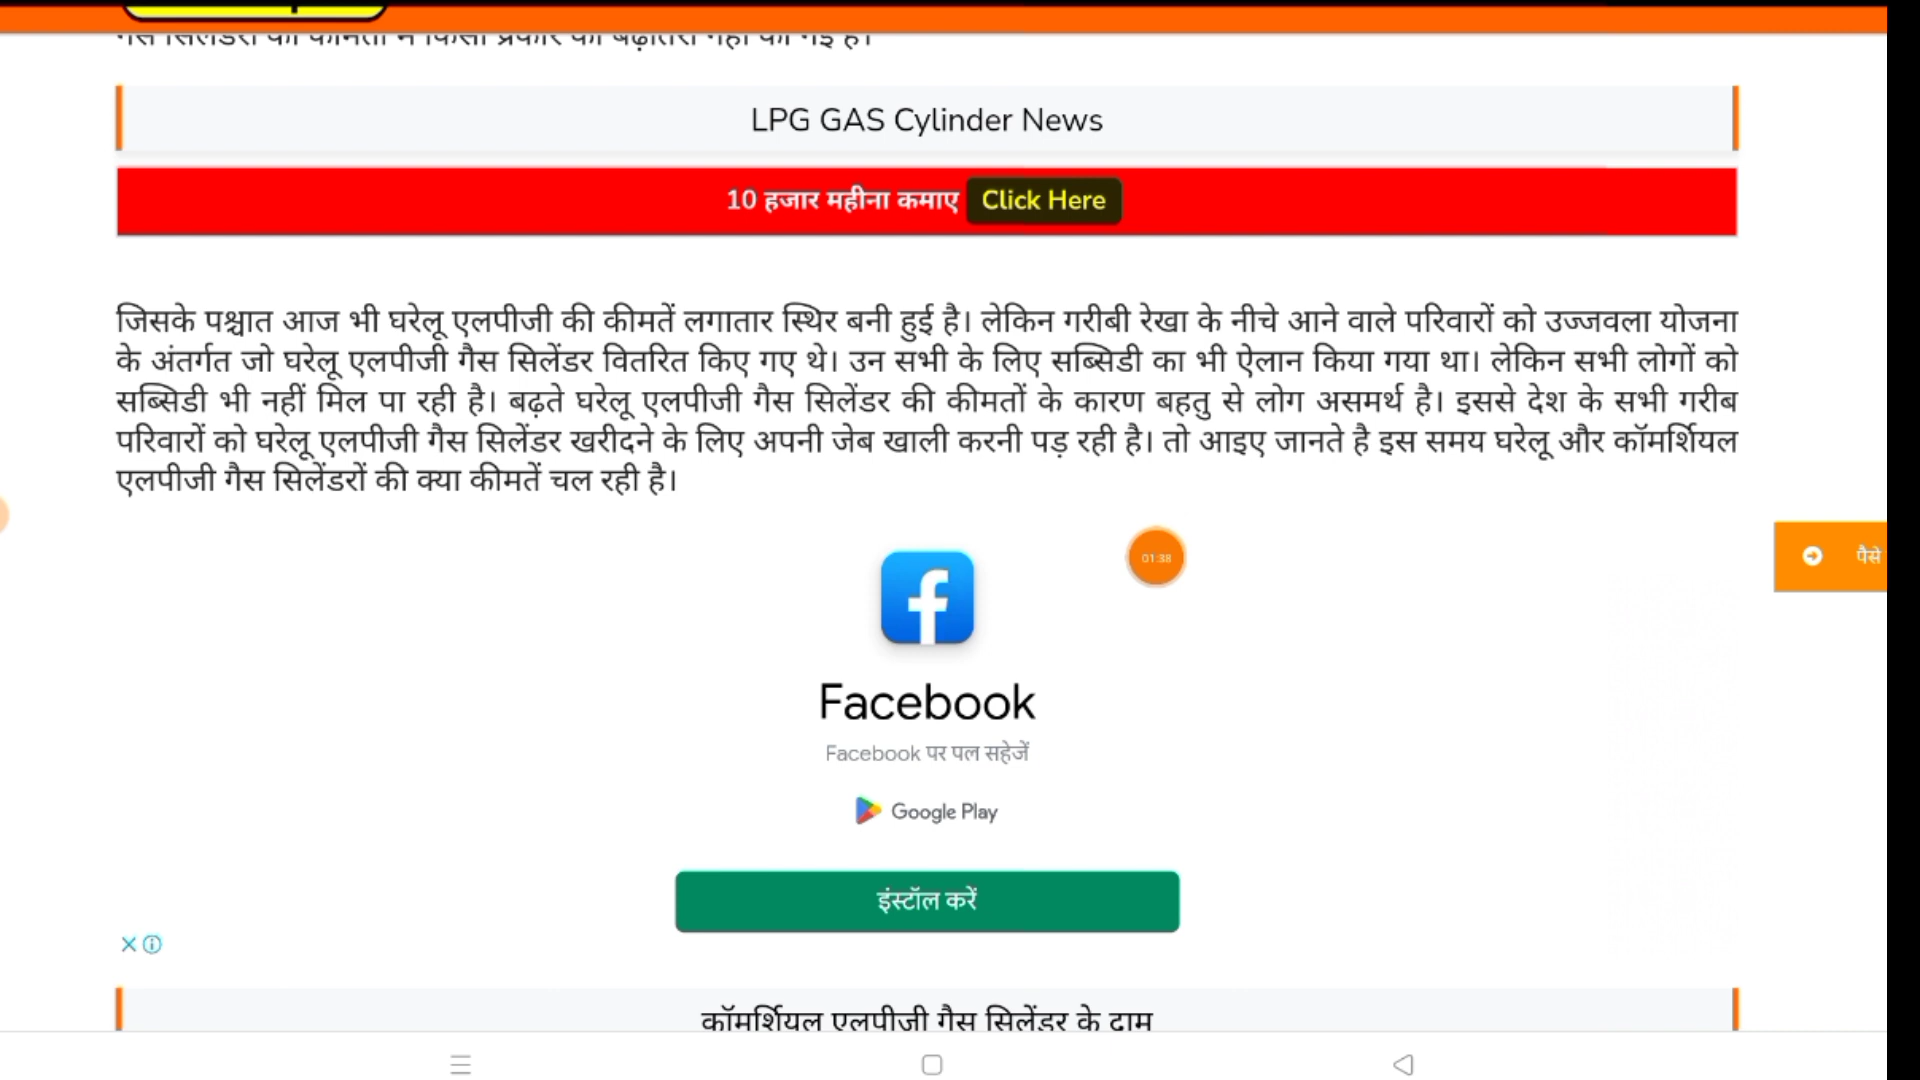 LPG GAS Cylinder News
10 हजार महीना कमाए Click Here
जिसके पश्चात आज भी घरेलू एलपीजी की कीमतें लगातार स्थिर बनी हुई है। लेकिन गरीबी रेखा के नीचे आने वाले परिवारों को उज्जवला योजना
के अंतर्गत जो घरेलू एलपीजी गैस सिलेंडर वितरित किए गए थे। उन सभी के लिए सब्सिडी का भी ऐलान किया गया था। लेकिन सभी लोगों को
सब्सिडी भी नहीं मिल पा रही है। बढ़ते घरेलू एलपीजी गैस सिलेंडर की कीमतों के कारण बहतु से लोग असमर्थ है। इससे देश के सभी गरीब
परिवारों को घरेलू एलपीजी गैस सिलेंडर खरीदने के लिए अपनी जेब खाली करनी पड़ रही है। तो आइए जानते है इस समय घरेलू और कॉमर्शियल
एलपीजी गैस सिलेंडरों की क्या कीमतें चल रही है।
01:38
पैसे
Facebook
Facebook पर पल सहेजें
Google Play
इंस्टॉल करें
कॉमर्शियल एलपीजी गैस सिलेंडर के दाम